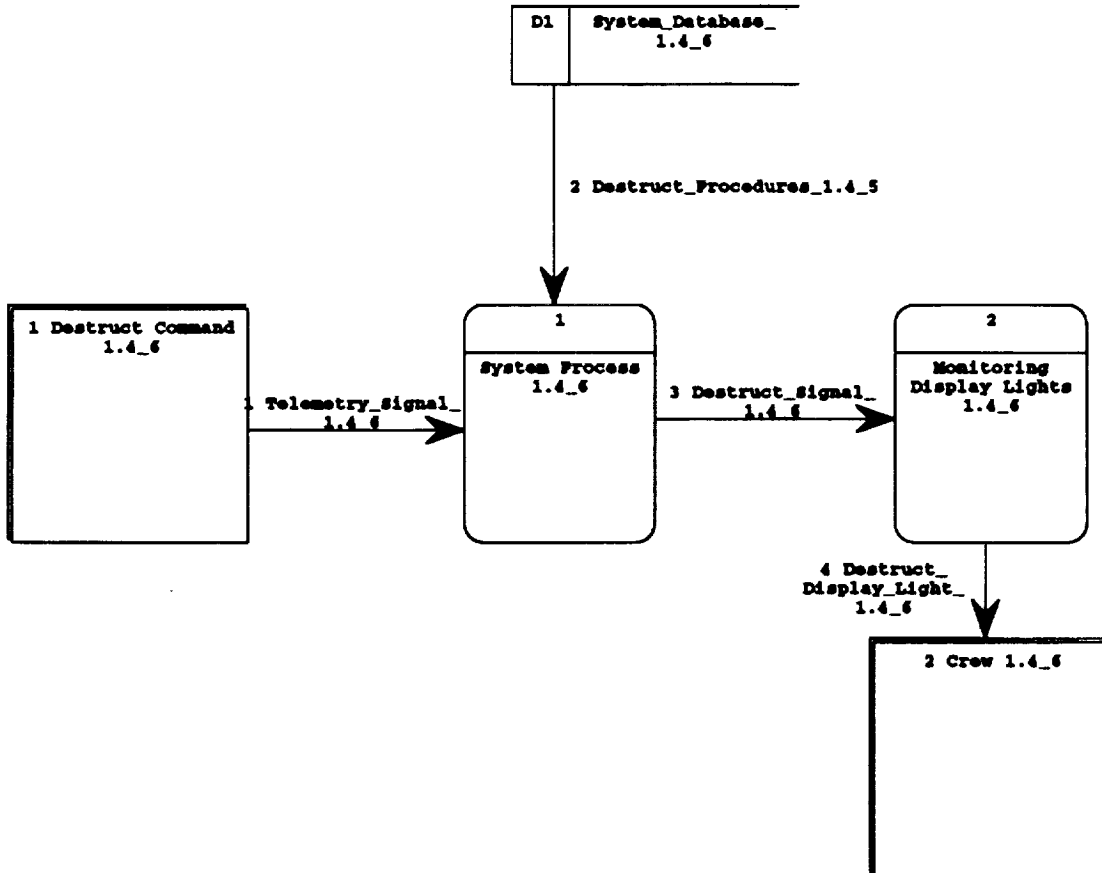 D1 System_Database_
1.4_6
2 Destruct_Procedures_1.4_5
1 Destruct Command
1.4_6
1 Telemetry_Signal_
1.4_6
1
System Process
1.4_6
3 Destruct_Signal_
1.4_6
2
Monitoring
Display Lights
1.4_6
4 Destruct_
Display_Light_
1.4_6
2 Crew 1.4_6